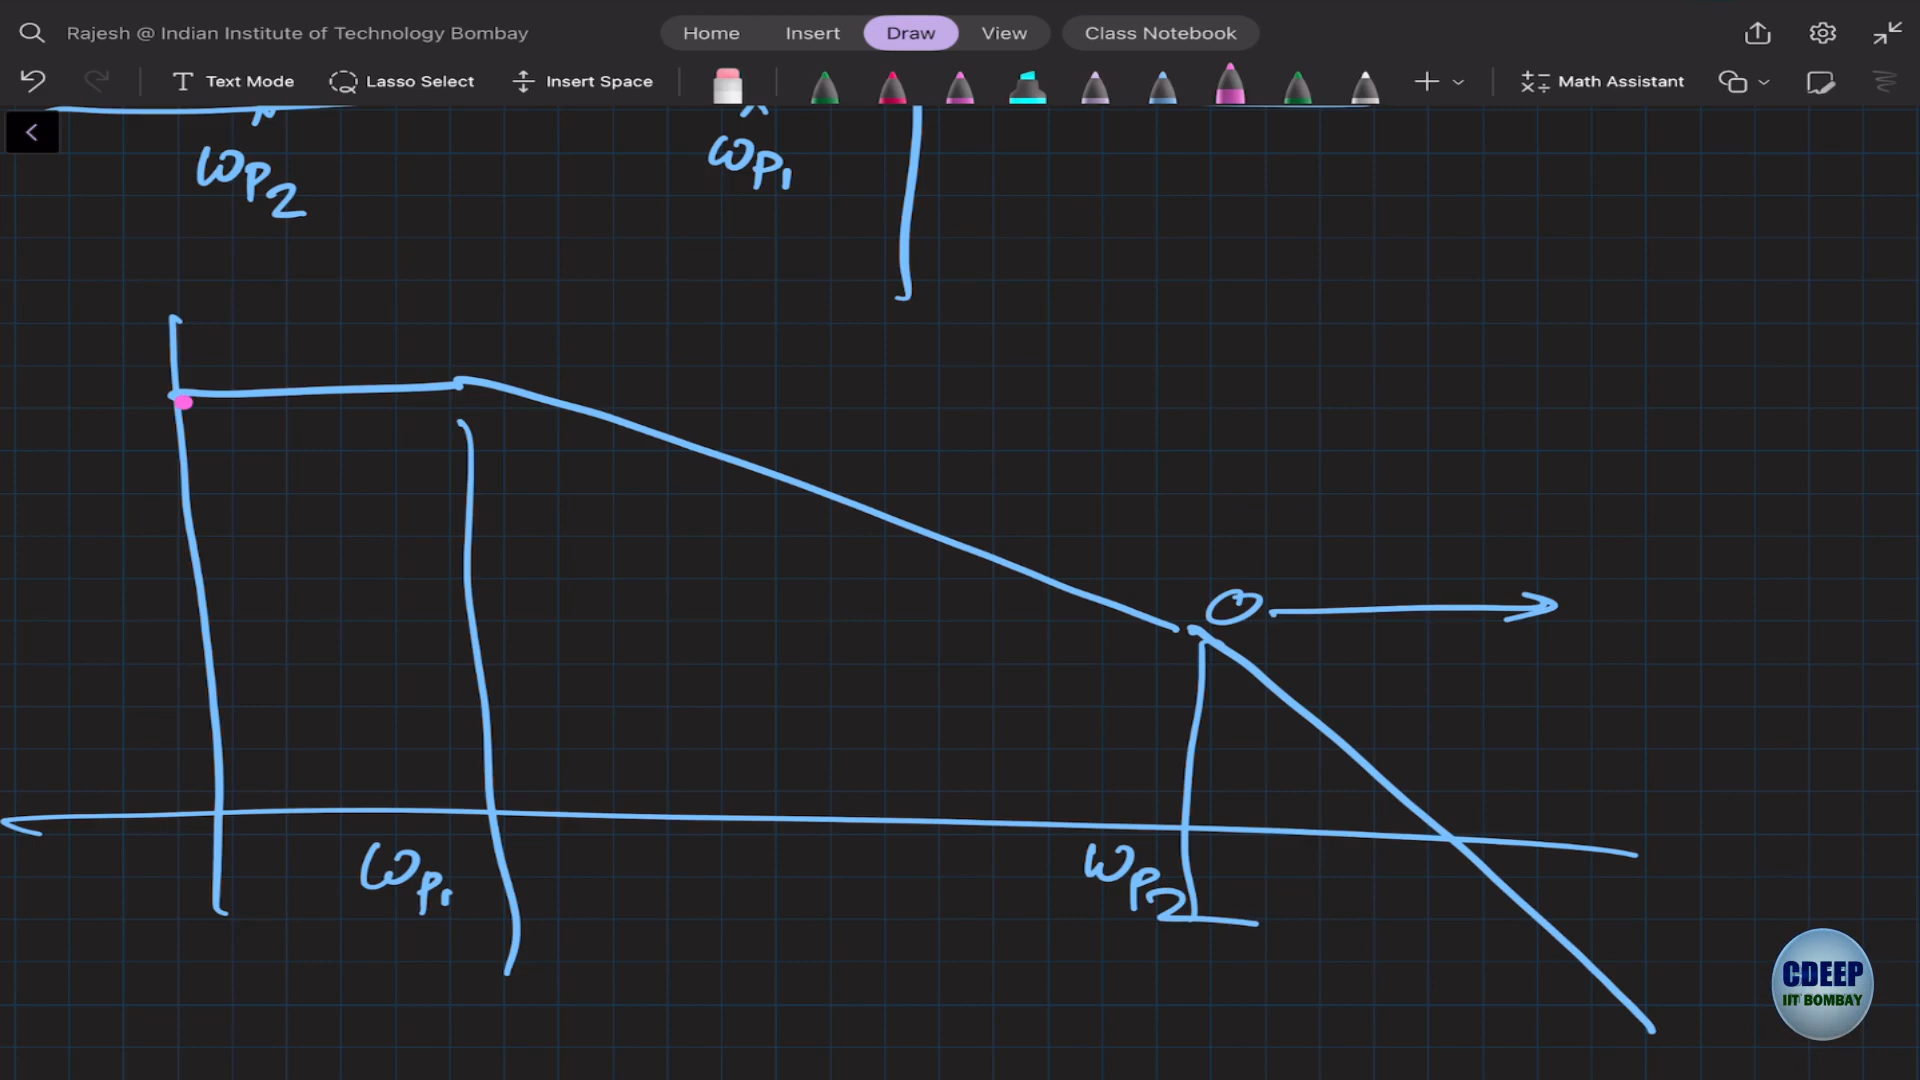 Rajesh @ Indian Institute of Technology Bombay
Home Insert Draw View Class Notebook
Text Mode Lasso Select Insert Space Math Assistant
ωp2 ωp1
ωp1 ωp2
CDEEP
IIT BOMBAY